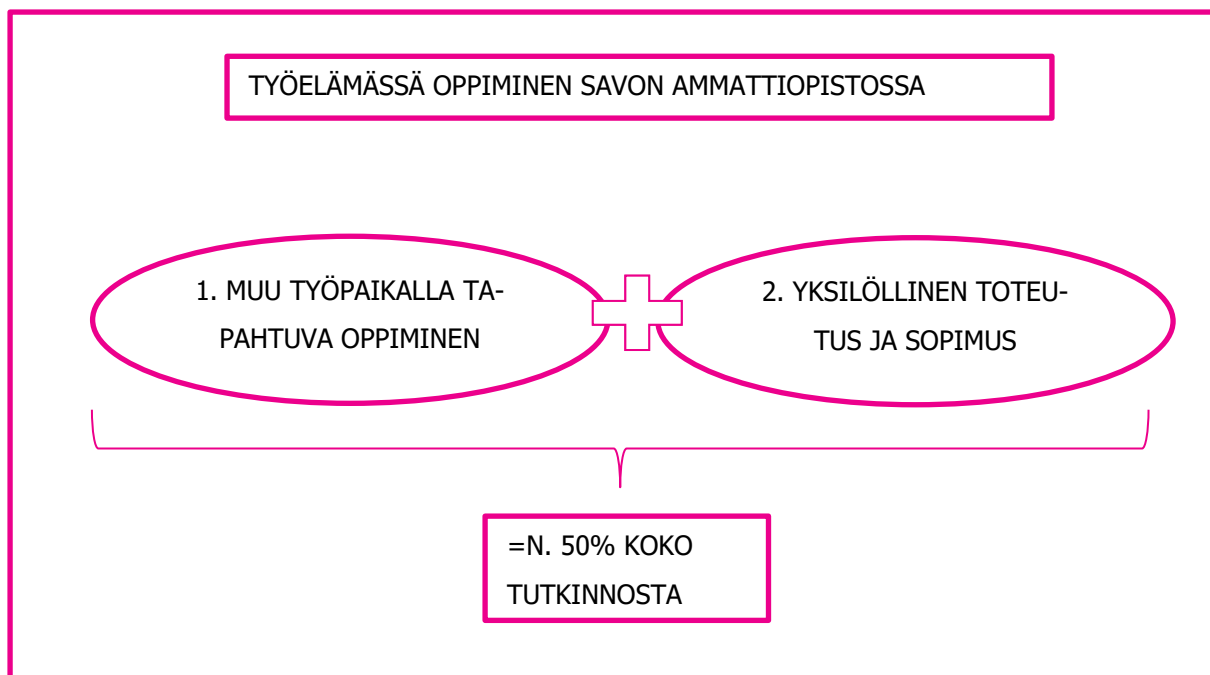 TYÖELÄMÄSSÄ OPPIMINEN SAVON AMMATTIOPISTOSSA
1. MUU TYÖPAIKALLA TA-
PAHTUVA OPPIMINEN
2. YKSILÖLLINEN TOTEU-
TUS JA SOPIMUS
=N. 50% KOKO
TUTKINNOSTA